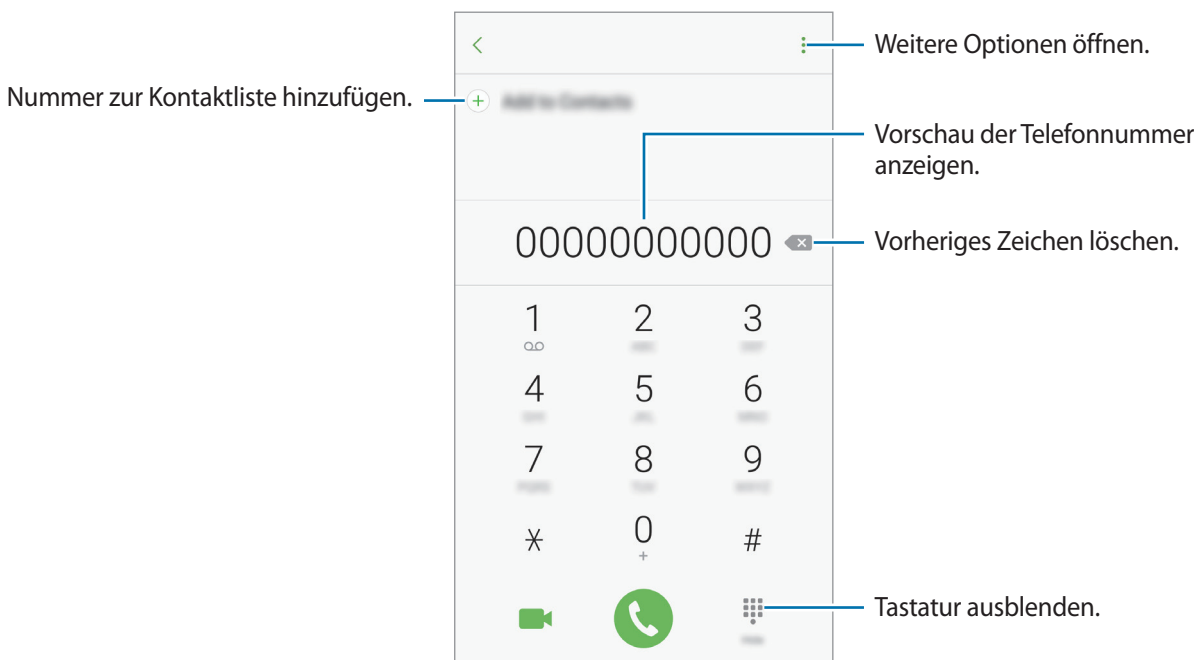 Weitere Optionen öffnen.
Nummer zur Kontaktliste hinzufügen.
Vorschau der Telefonnummer
anzeigen.
00000000000
Vorheriges Zeichen löschen.
1 2 3
4 5 6
7 8 9
* 0 #
+
Tastatur ausblenden.